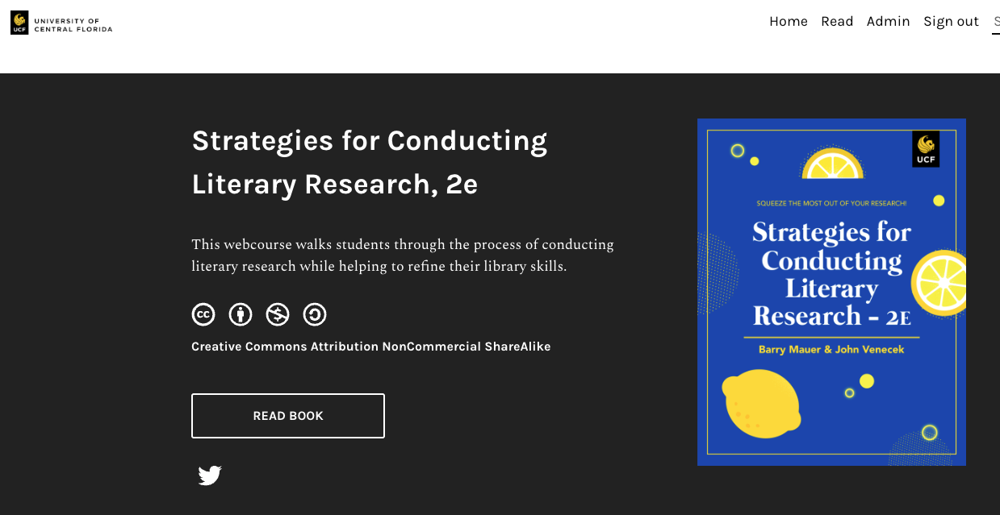 UCF
UNIVERSITY OF
CENTRAL FLORIDA
Home Read Admin Sign out
Strategies for Conducting
Literary Research, 2e
This webcourse walks students through the process of conducting
literary research while helping to refine their library skills.
cc
Creative Commons Attribution NonCommercial ShareAlike
READ BOOK
UCF
SQUEEZE THE MOST OUT OF YOUR RESEARCH!
Strategies for
Conducting
Literary
Research - 2E
Barry Mauer & John Venecek